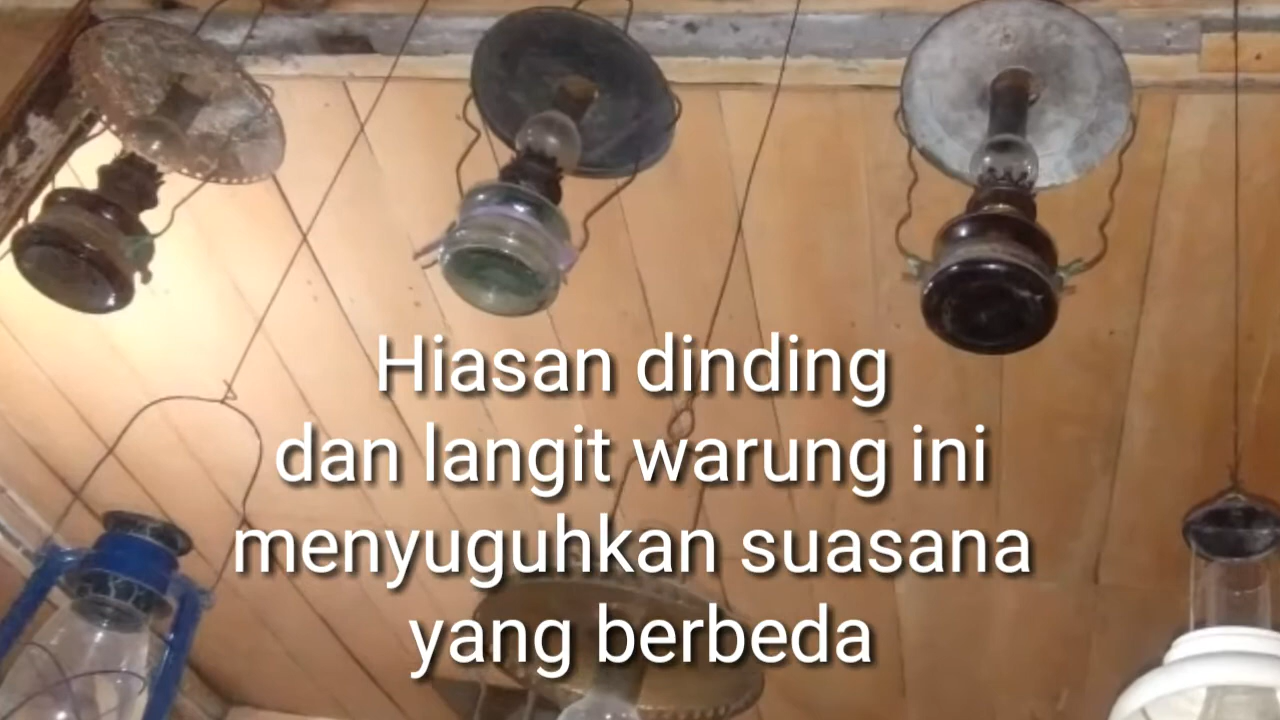 Hiasan dinding
dan langit warung ini
menyuguhkan suasana
yang berbeda